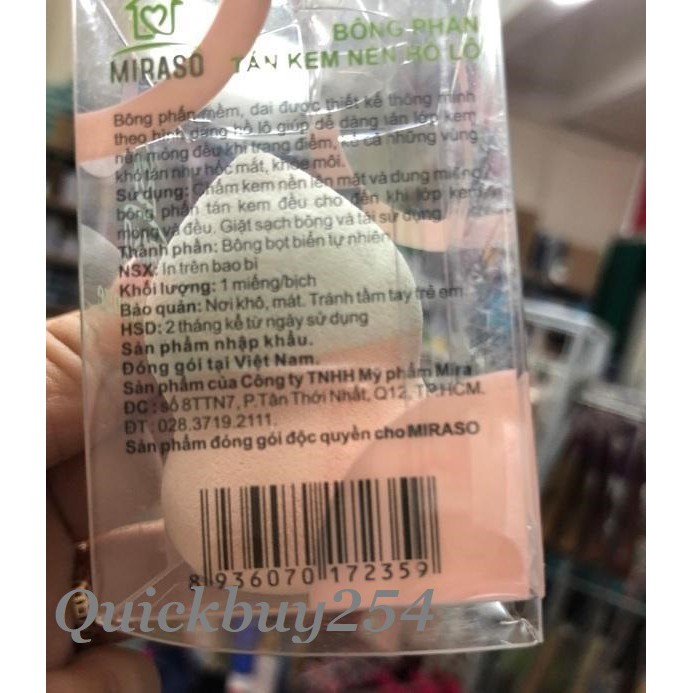 MIRASO
BÔNG PHẤN
TÁN KEM NỀN HỒ LÔ
Bông phấn mềm, dai được thiết kế thông minh
theo hình dáng hồ lô giúp dễ dàng tán lớp kem
nền mỏng đều khi trang điểm, kể cả những vùng
khó tán như hốc mắt, khóe môi.
Sử dụng: Chấm kem nền lên mặt và dung miếng
bông phấn tán kem đều cho đến khi lớp kem
mỏng và đều. Giặt sạch bông và tái sử dụng
Thành phần: Bông bọt biển tự nhiên
NSX: In trên bao bì
Khối lượng: 1 miếng/bịch
Bảo quản: Nơi khô, mát. Tránh tầm tay trẻ em
HSD: 2 tháng kể từ ngày sử dụng
Sản phẩm nhập khẩu.
Đóng gói tại Việt Nam.
Sản phẩm của Công ty TNHH Mỹ phẩm Mira
ĐC : số 8TTN7, P.Tân Thới Nhất, Q12, TP.HCM.
ĐT : 028.3719.2111.
Sản phẩm đóng gói độc quyền cho MIRASO
8 936070 172359
Quickbuy254